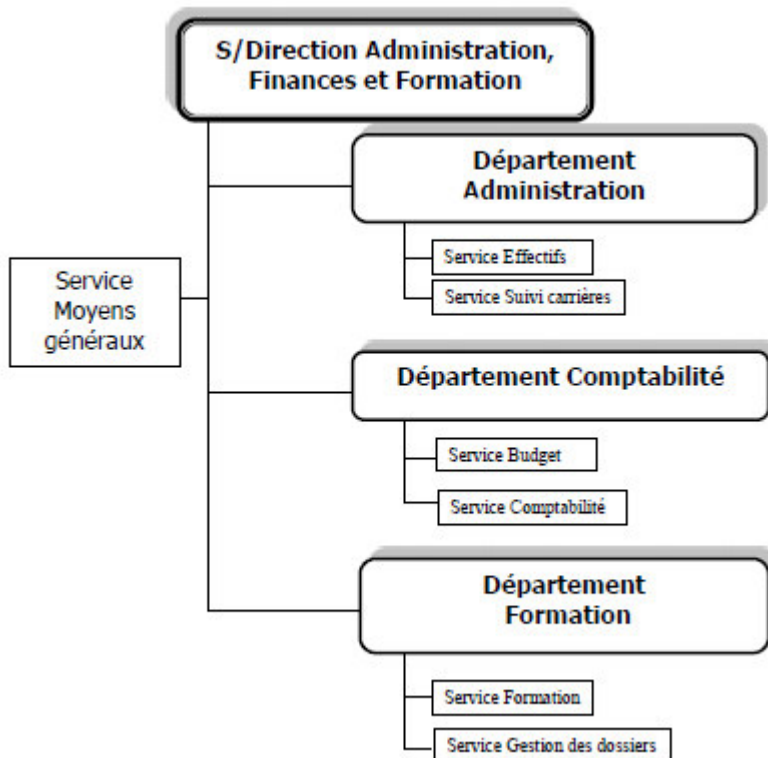 S/Direction Administration,
Finances et Formation
Département
Administration
Service Effectifs
Service Suivi carrières
Service
Moyens
généraux
Département Comptabilité
Service Budget
Service Comptabilité
Département
Formation
Service Formation
Service Gestion des dossiers